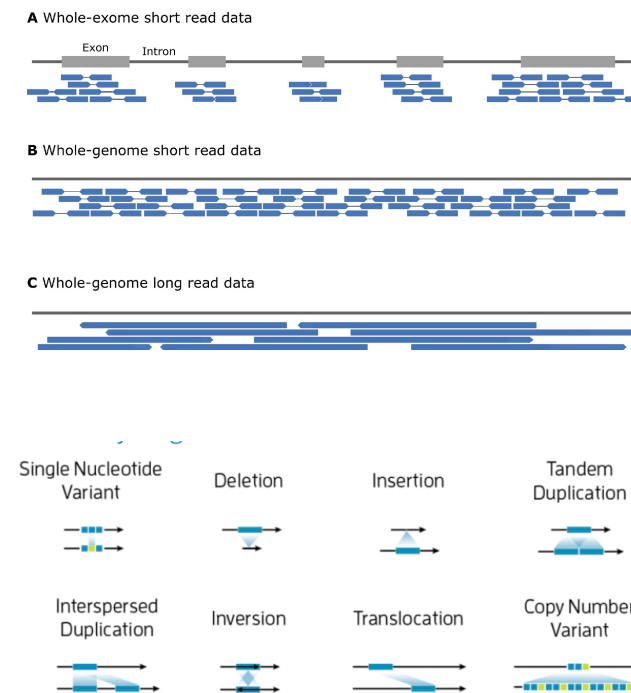 A Whole-exome short read data
Exon
Intron
B Whole-genome short read data
C Whole-genome long read data
Single Nucleotide
Variant
Deletion
Insertion
Tandem
Duplication
Interspersed
Duplication
Inversion
Translocation
Copy Number
Variant